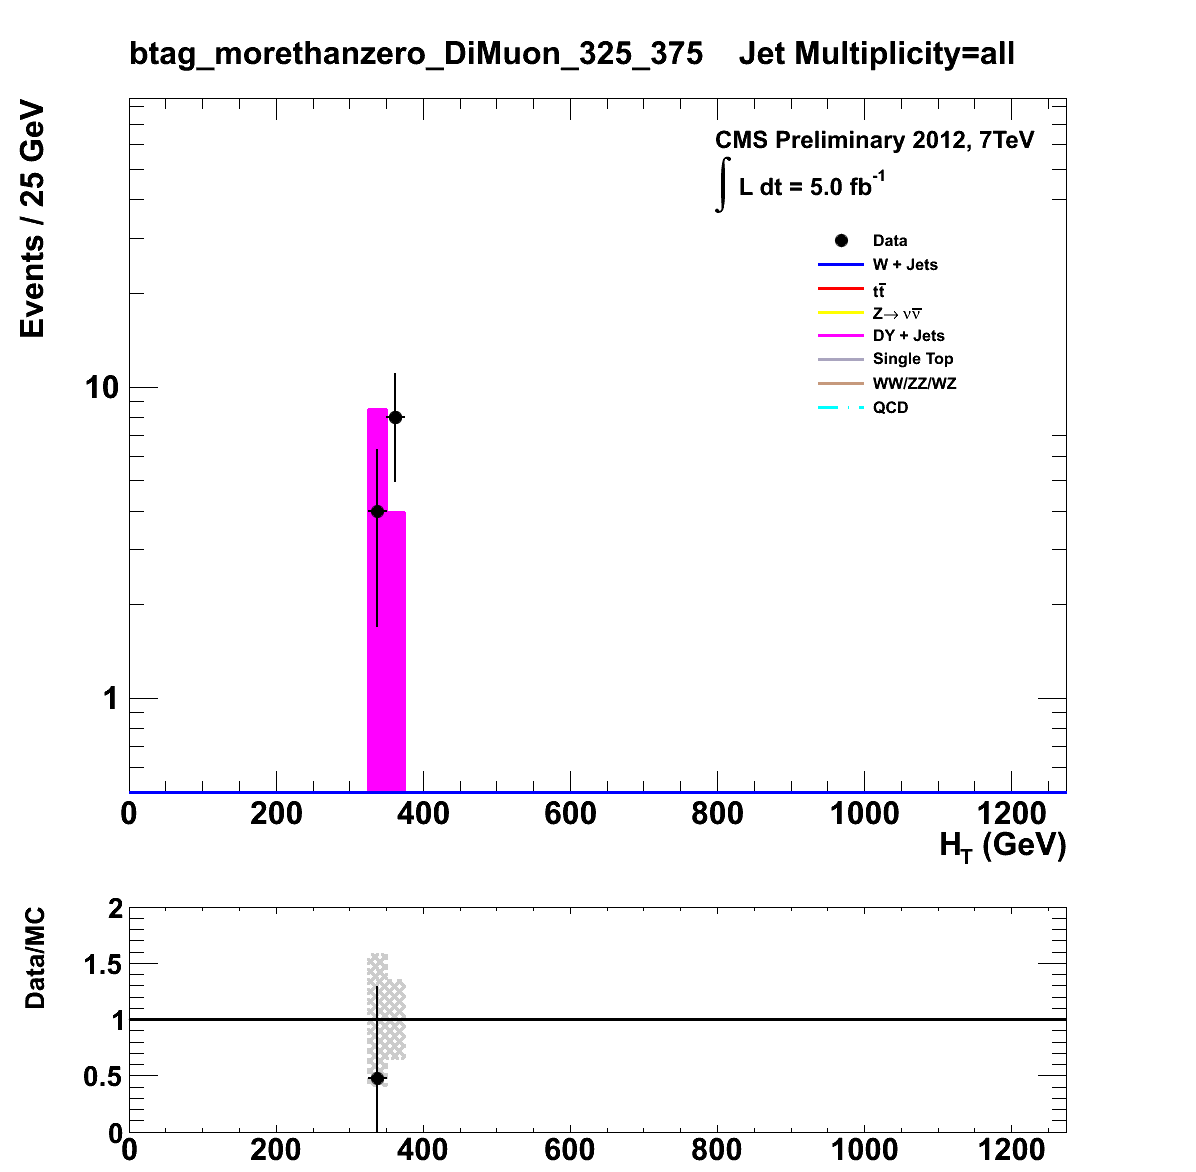 btag_morethanzero_DiMuon_325_375 Jet Multiplicity=all
Events / 25 GeV
CMS Preliminary 2012, 7TeV
∫ L dt = 5.0 fb⁻¹
Data
W + Jets
tt̅
Z→ νν̅
DY + Jets
Single Top
WW/ZZ/WZ
QCD
10
1
0 200 400 600 800 1000 1200
H_T (GeV)
Data/MC
2
1.5
1
0.5
0
0 200 400 600 800 1000 1200